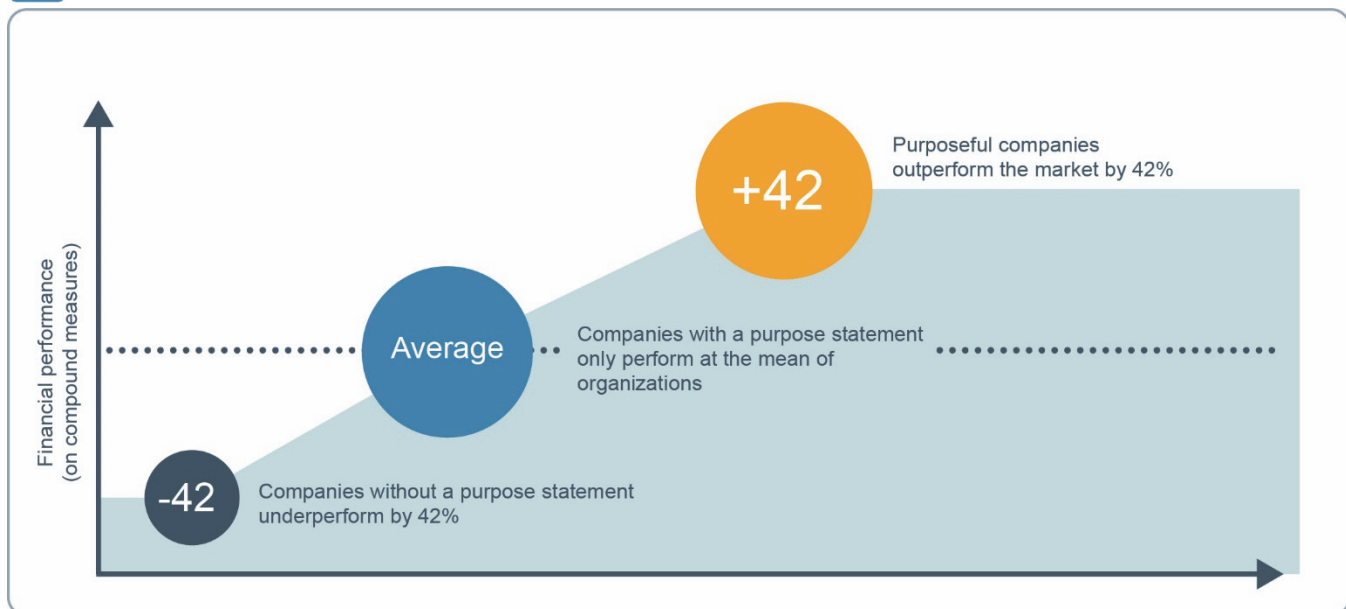 Purposeful companies
outperform the market by 42%
+42
Financial performance
(on compound measures)
Average
Companies with a purpose statement
only perform at the mean of
organizations
-42
Companies without a purpose statement
underperform by 42%